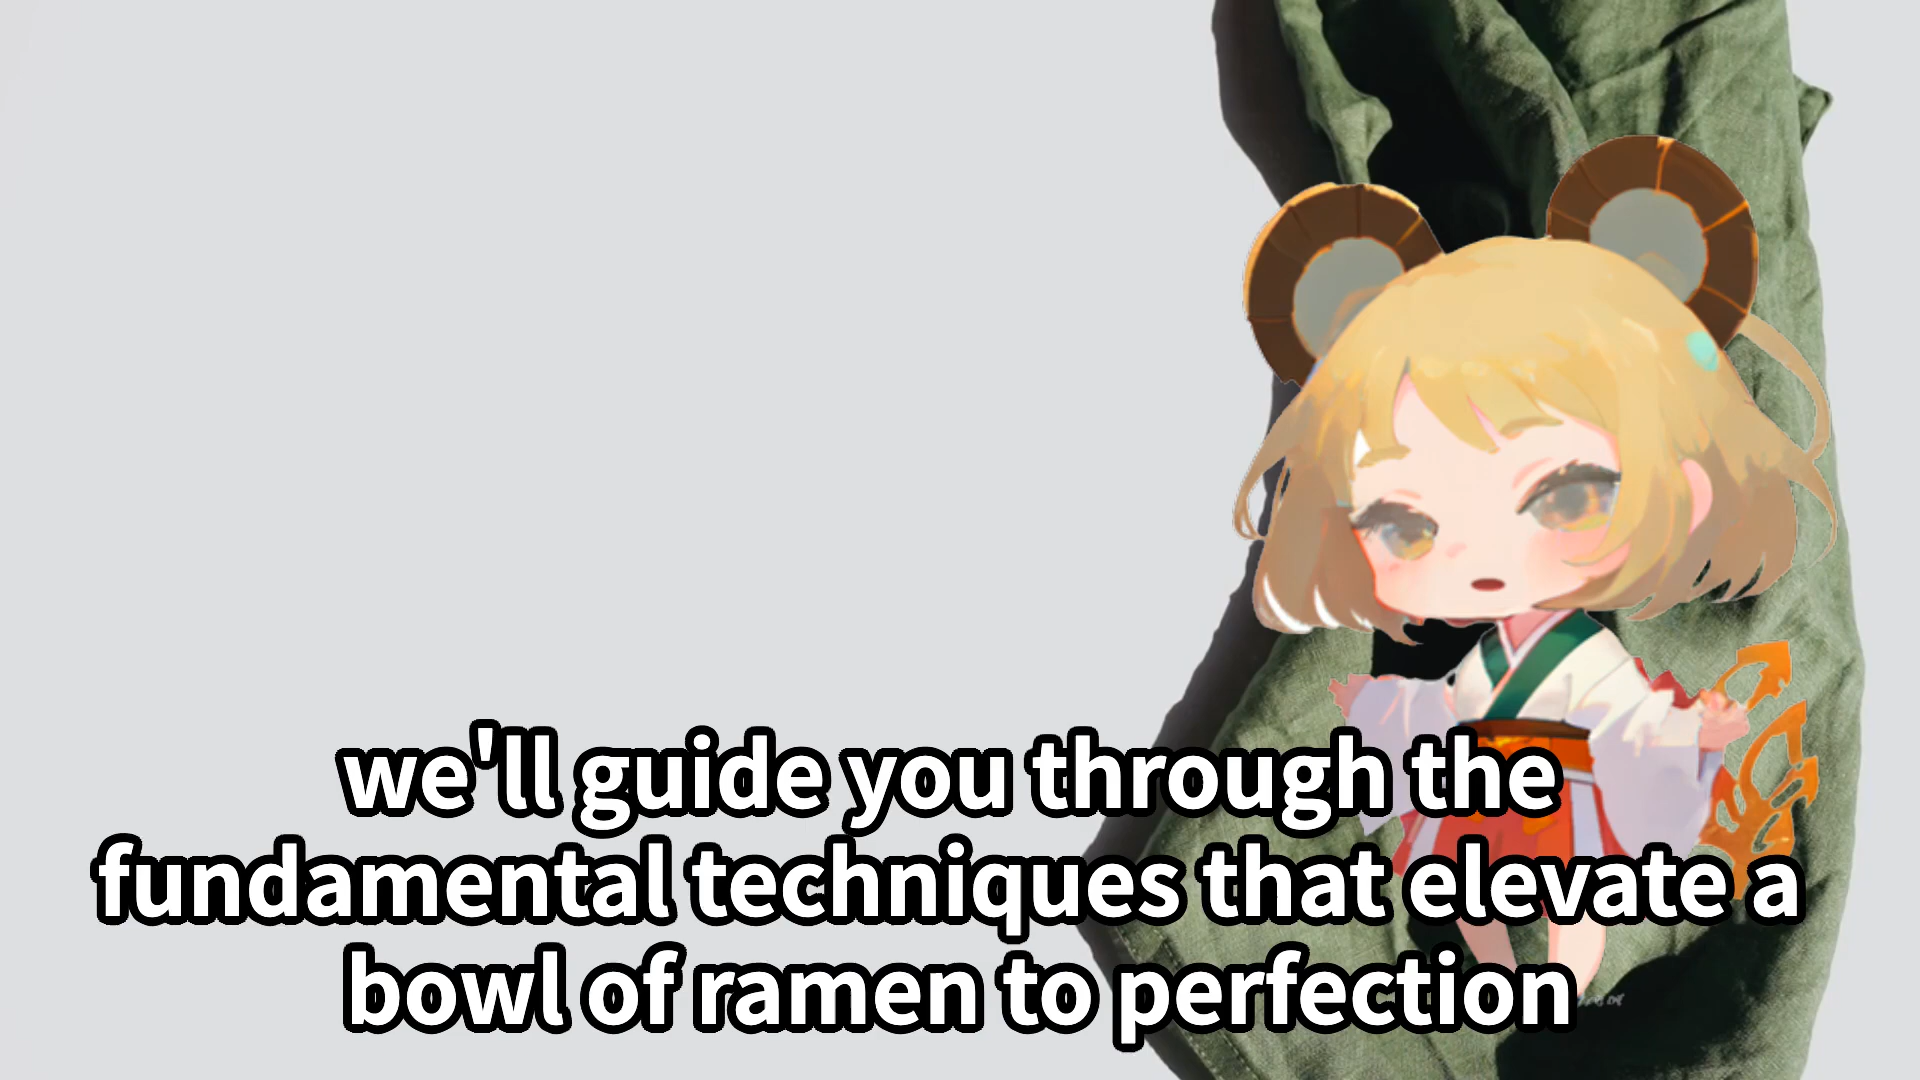 we'll guide you through the
fundamental techniques that elevate a
bowl of ramen to perfection